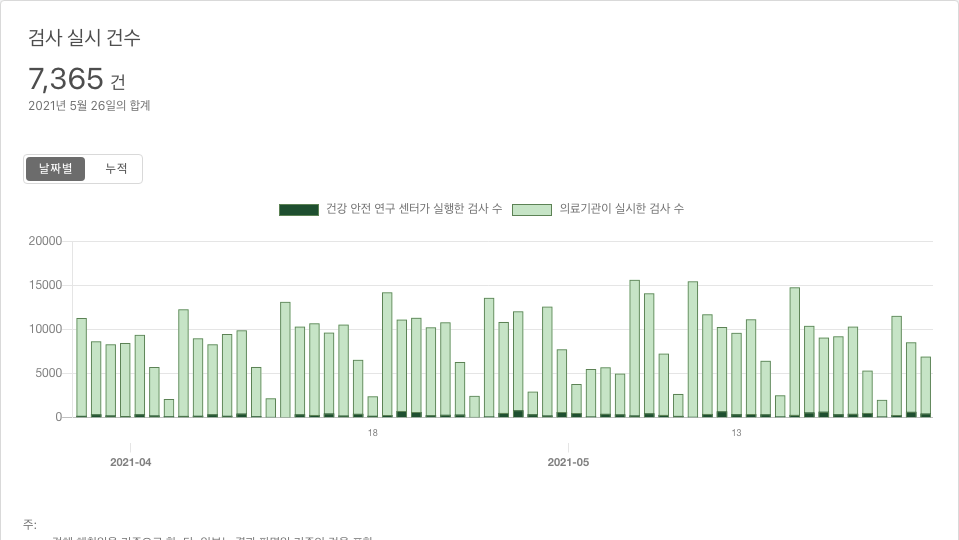 검사 실시 건수
7,365 건
2021년 5월 26일의 합계
날짜별 누적
건강 안전 연구 센터가 실행한 검사 수 의료기관이 실시한 검사 수
20000
15000
10000
5000
0
18 13
2021-04 2021-05
주: